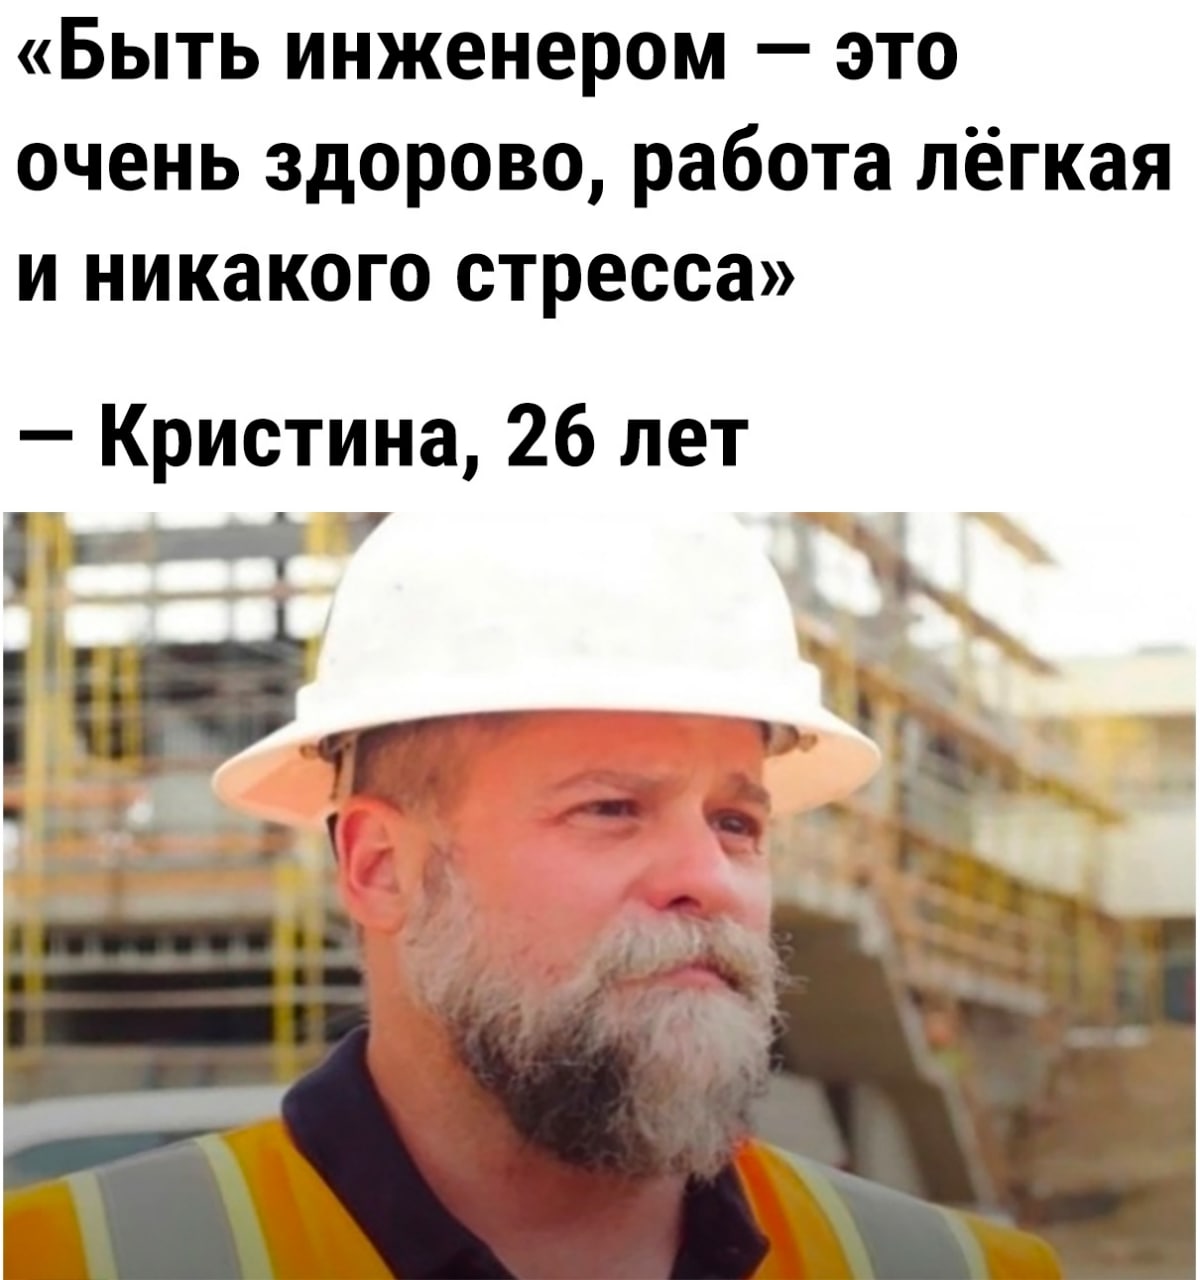 «Быть инженером — это
очень здорово, работа лёгкая
и никакого стресса»
— Кристина, 26 лет